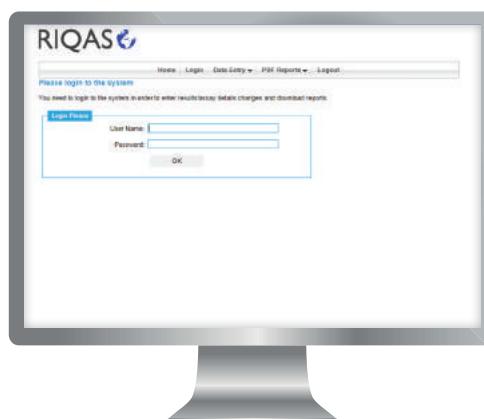 RIQAS
Home Login Data Entry PDF Reports Logout
Please login to the system
You need to login to the system in order to enter results/assay details changes and download reports.
Login Please
User Name:
Password:
OK